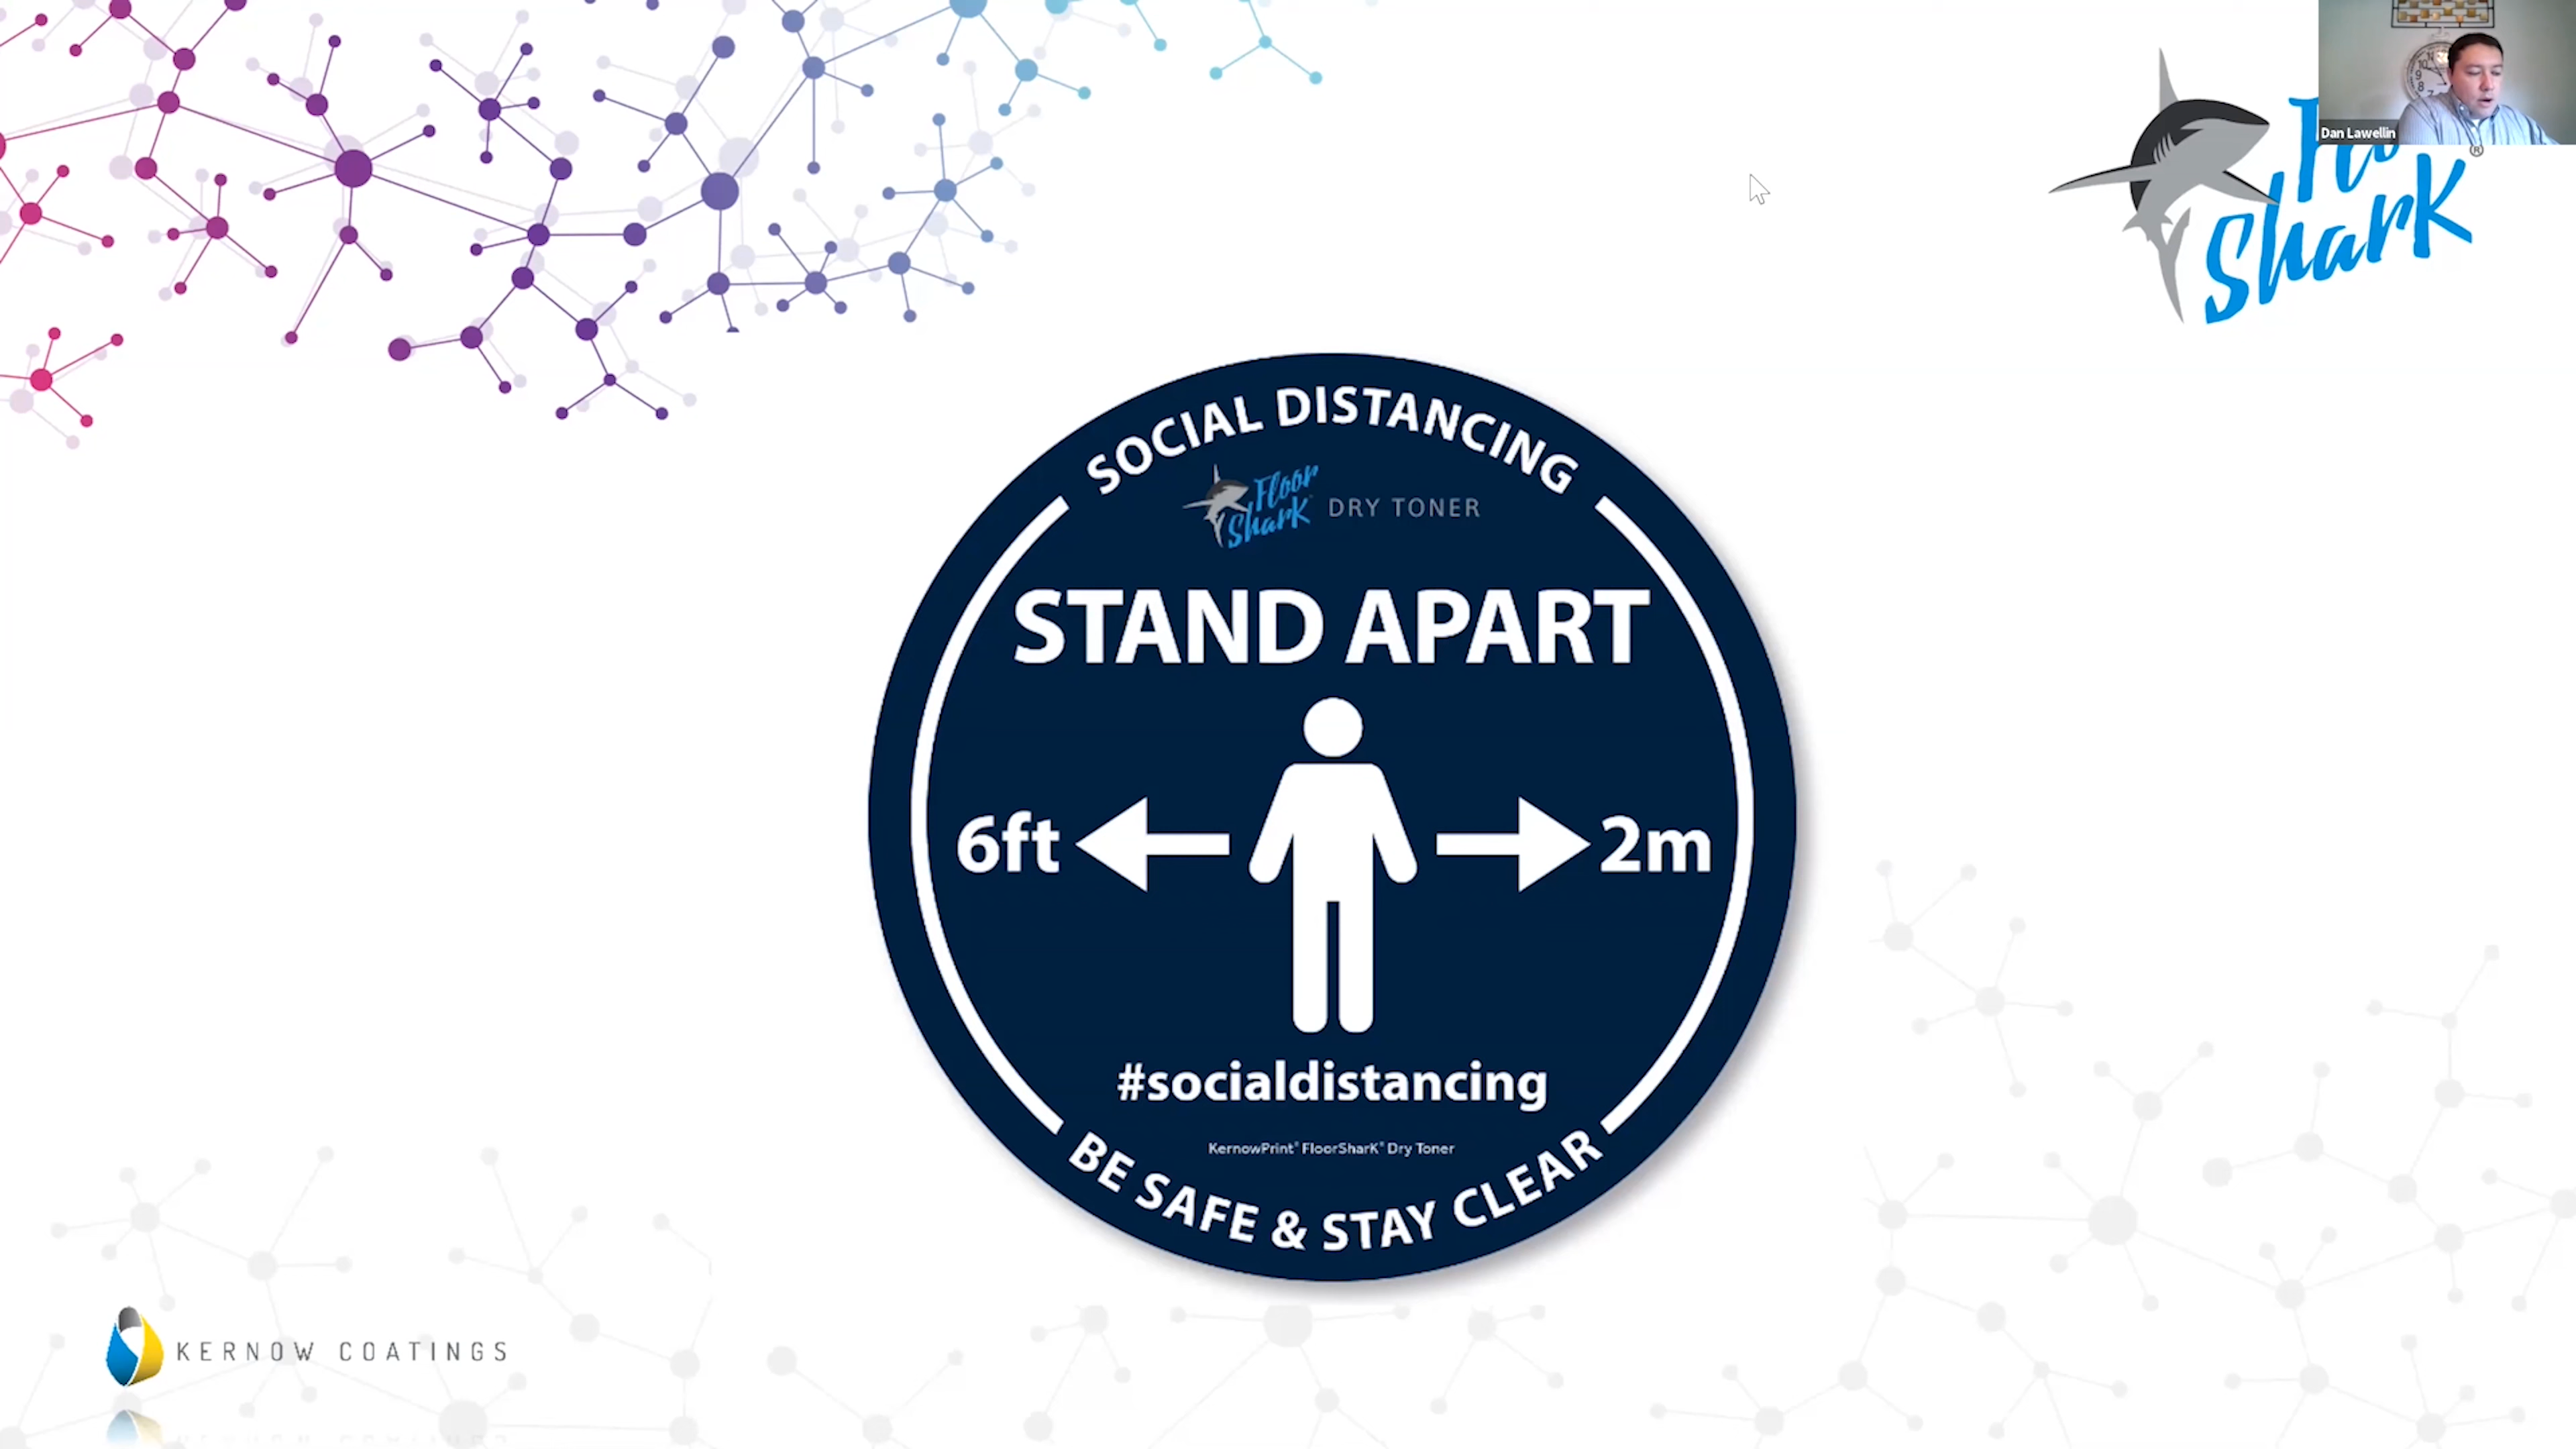 Dan Lawellin
Shark
®
SOCIAL DISTANCING
Floor
Shark
DRY TONER
STAND APART
6ft
2m
#socialdistancing
KernowPrint® FloorSharK® Dry Toner
BE SAFE & STAY CLEAR
KERNOW COATINGS